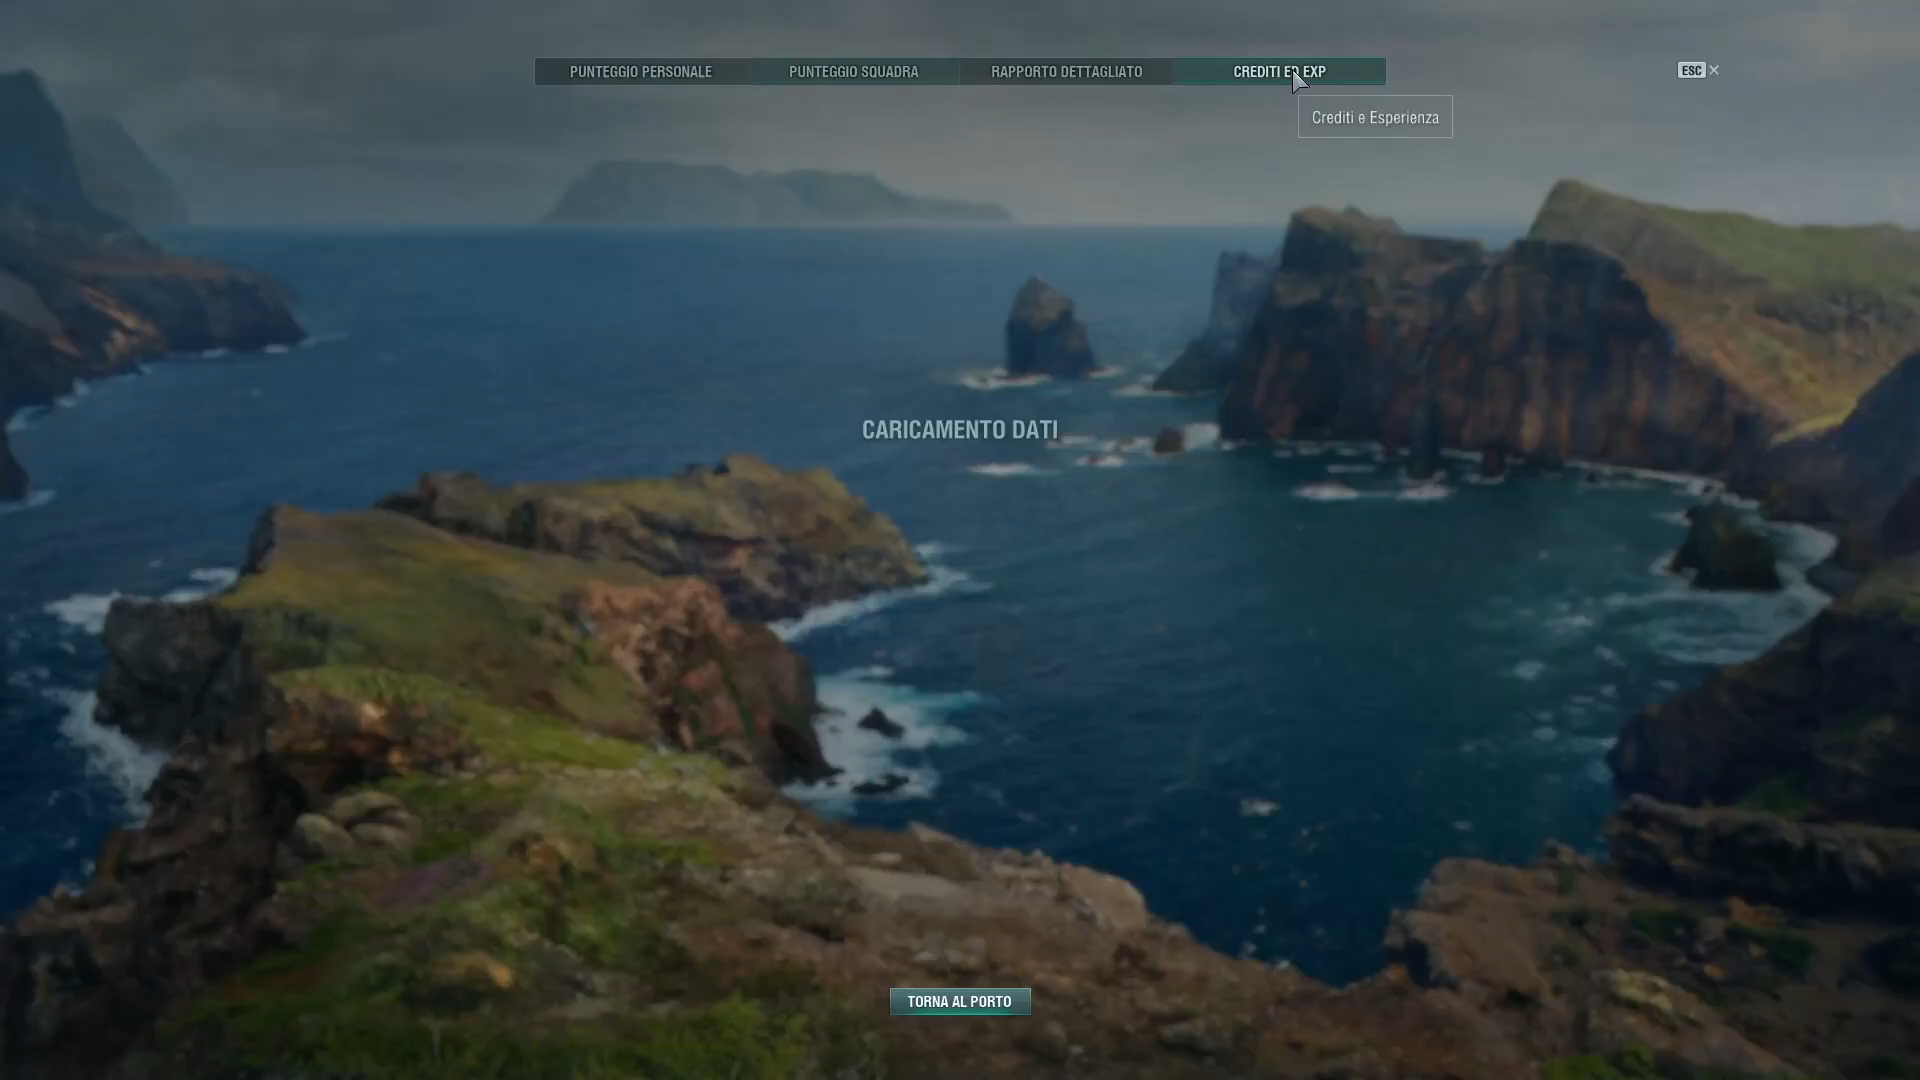 PUNTEGGIO PERSONALE
PUNTEGGIO SQUADRA
RAPPORTO DETTAGLIATO
CREDITI ED EXP
ESC
Crediti e Esperienza
CARICAMENTO DATI
TORNA AL PORTO